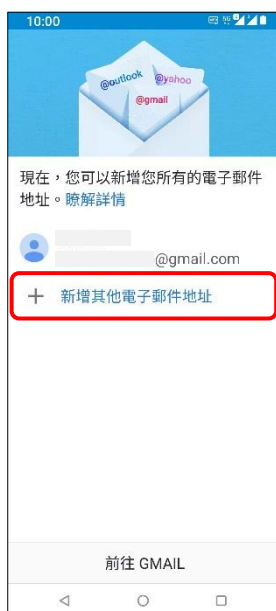 10:00
@outlook @yahoo
@gmail
現在，您可以新增您所有的電子郵件
地址。瞭解詳情
@gmail.com
新增其他電子郵件地址
前往 GMAIL